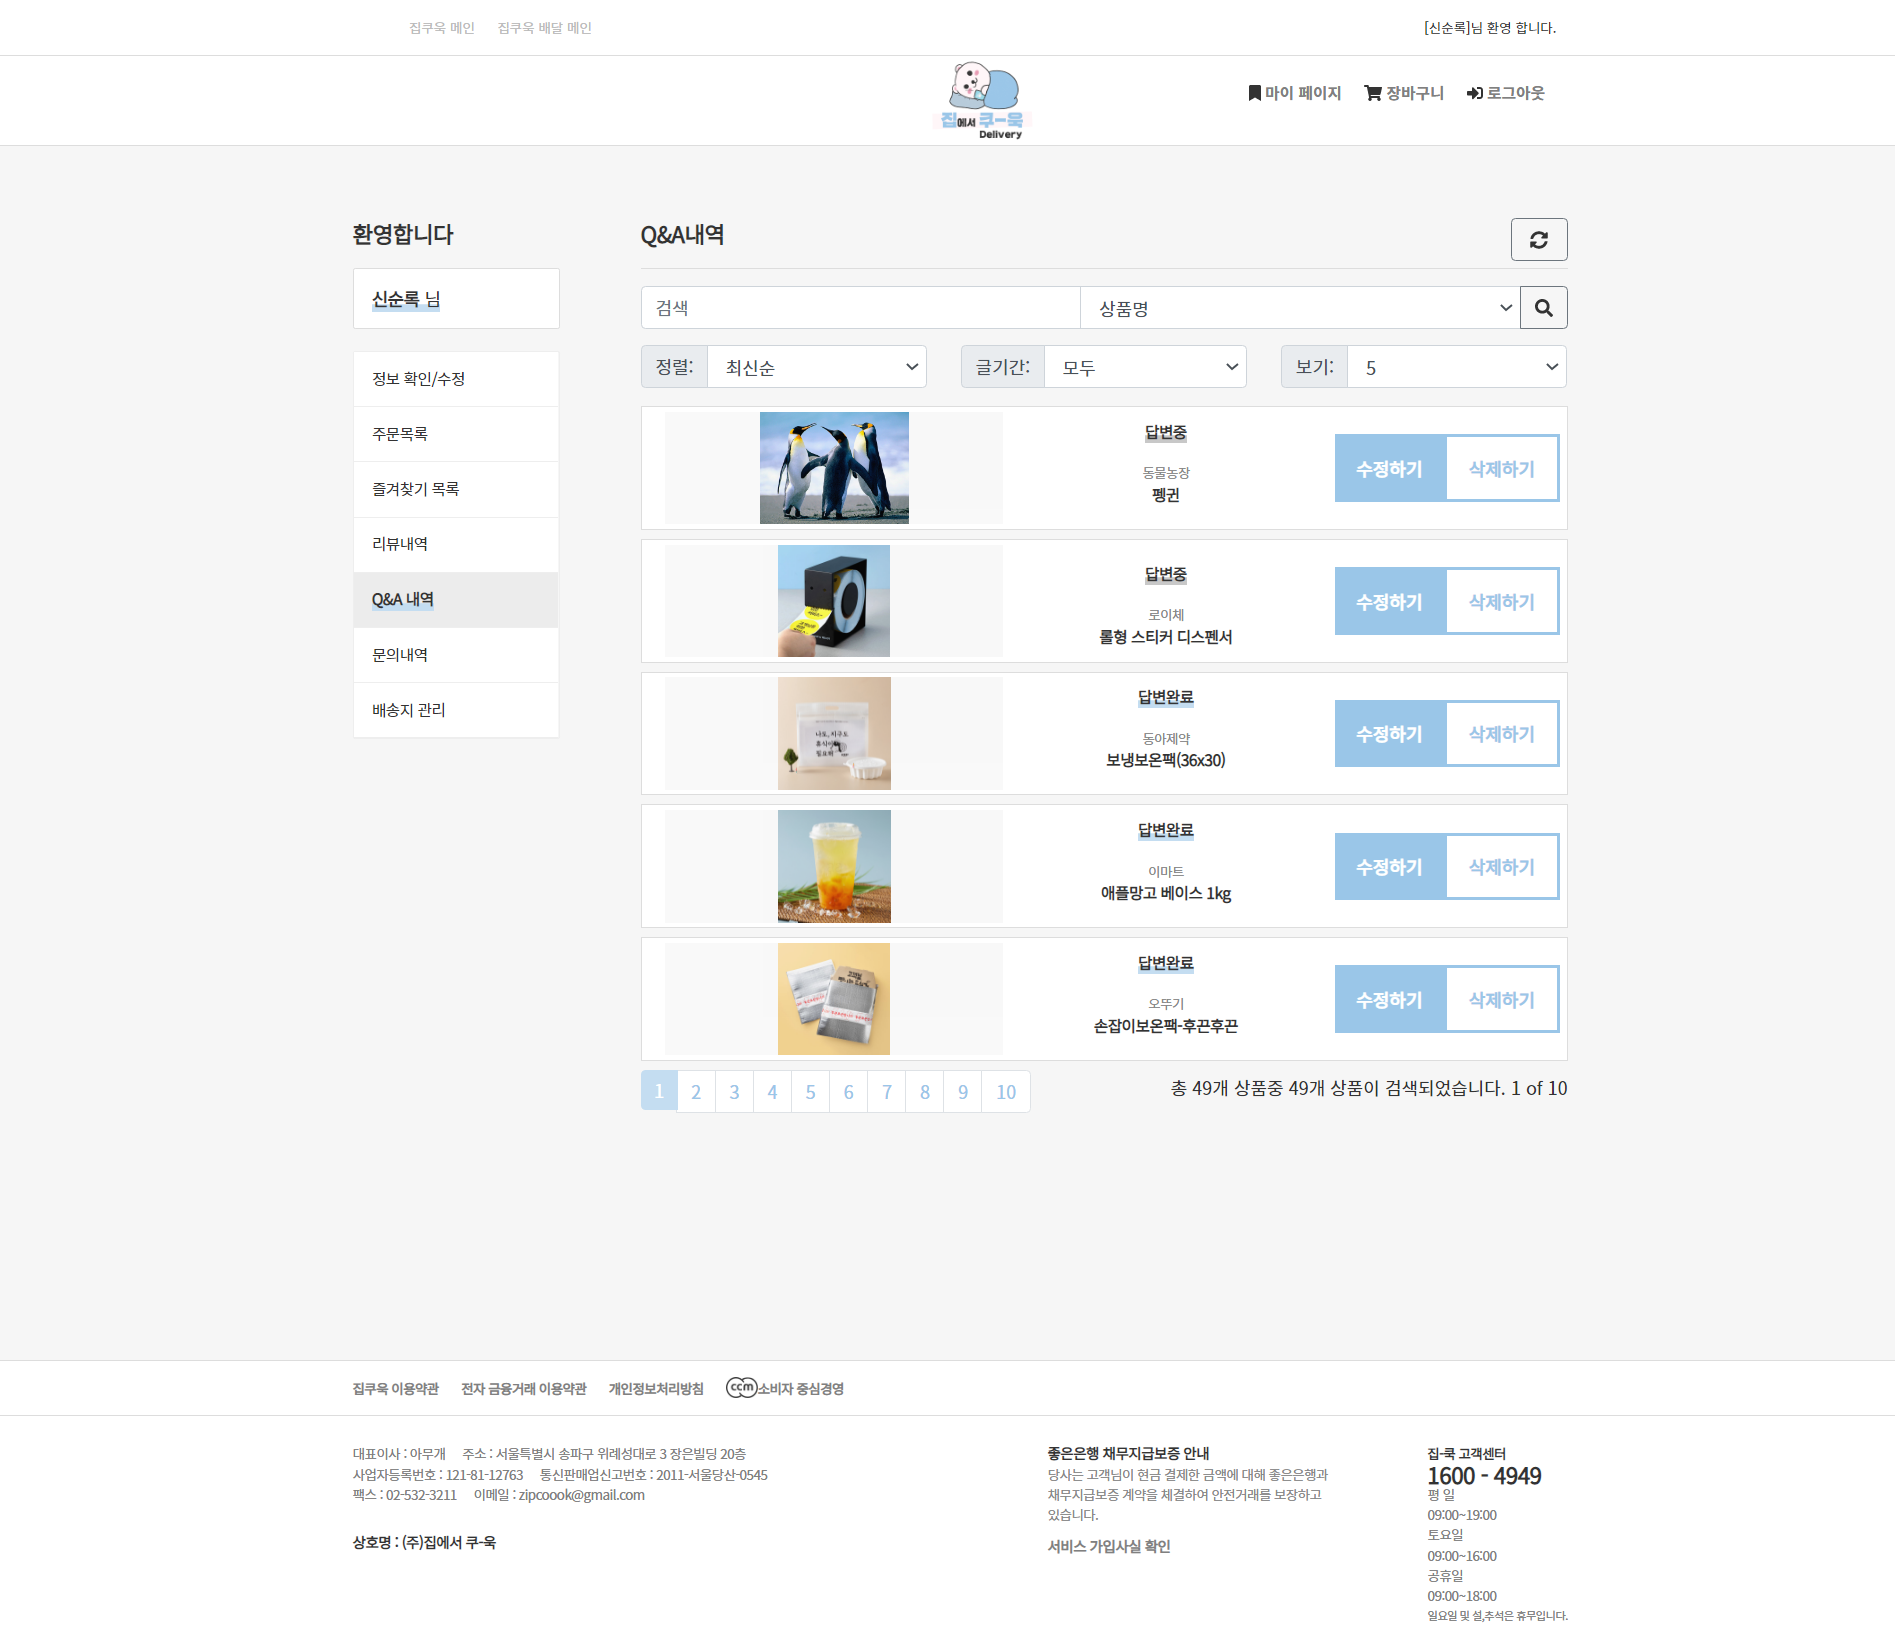 집쿠욱 메인 집쿠욱 배달 메인 [신순록]님 환영 합니다.
집에서 쿠-욱
Delivery
마이 페이지 장바구니 로그아웃
환영합니다
신순록 님
정보 확인/수정
주문목록
즐겨찾기 목록
리뷰내역
Q&A 내역
문의내역
배송지 관리
Q&A내역
검색 상품명
정렬: 최신순 글기간: 모두 보기: 5
답변중
동물농장
펭귄
수정하기 삭제하기
답변중
로이체
롤형 스티커 디스펜서
수정하기 삭제하기
나도, 지구도
휴식이
필요해
답변완료
동아제약
보냉보온팩(36x30)
수정하기 삭제하기
답변완료
이마트
애플망고 베이스 1kg
수정하기 삭제하기
답변완료
오뚜기
손잡이보온팩-후끈후끈
수정하기 삭제하기
1 2 3 4 5 6 7 8 9 10
총 49개 상품중 49개 상품이 검색되었습니다. 1 of 10
집쿠욱 이용약관 전자 금융거래 이용약관 개인정보처리방침 ccm 소비자 중심경영
대표이사 : 아무개 주소 : 서울특별시 송파구 위례성대로 3 장은빌딩 20층
사업자등록번호 : 121-81-12763 통신판매업신고번호 : 2011-서울당산-0545
팩스 : 02-532-3211 이메일 : zipcoook@gmail.com
상호명 : (주)집에서 쿠-욱
좋은은행 채무지급보증 안내
당사는 고객님이 현금 결제한 금액에 대해 좋은은행과
채무지급보증 계약을 체결하여 안전거래를 보장하고
있습니다.
서비스 가입사실 확인
집-쿡 고객센터
1600 - 4949
평 일
09:00~19:00
토요일
09:00~16:00
공휴일
09:00~18:00
일요일 및 설,추석은 휴무입니다.